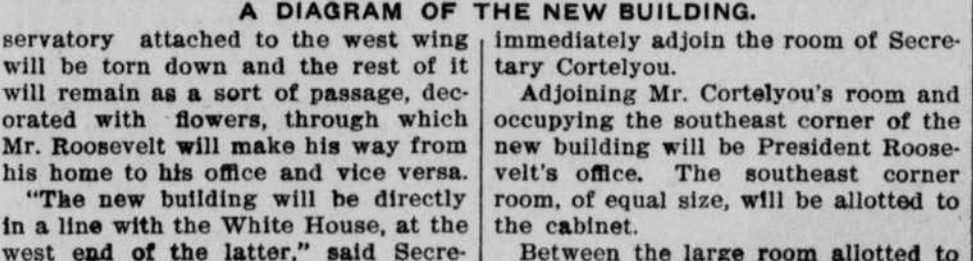 A DIAGRAM OF THE NEW BUILDING.
servatory attached to the west wing
will be torn down and the rest of it
will remain as a sort of passage, dec-
orated with flowers, through which
Mr. Roosevelt will make his way from
his home to his office and vice versa.
"The new building will be directly
in a line with the White House, at the
west end of the latter," said Secre-
immediately adjoin the room of Secre-
tary Cortelyou.
Adjoining Mr. Cortelyou's room and
occupying the southeast corner of the
new building will be President Roose-
velt's office. The southeast corner
room, of equal size, will be allotted to
the cabinet.
Between the large room allotted to